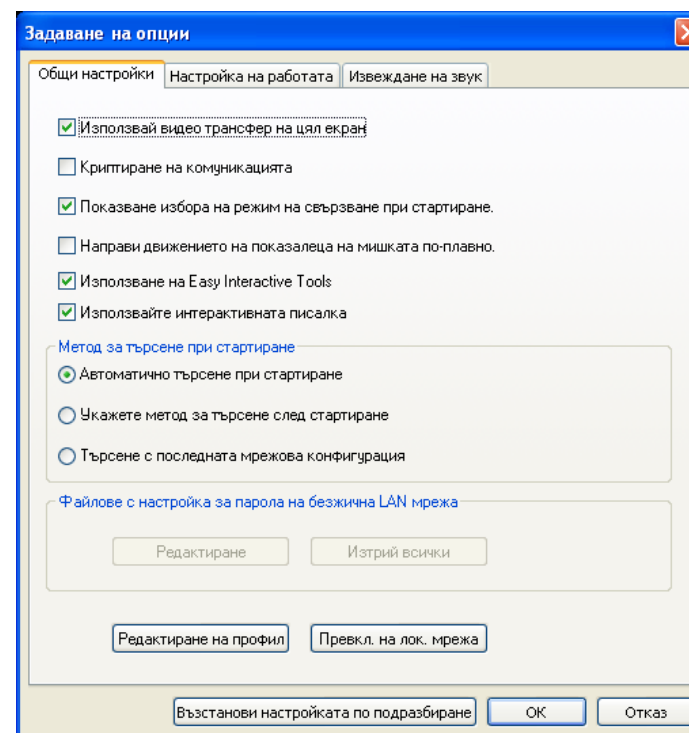 Задаване на опции
Общи настройки Настройка на работата Извеждане на звук
Използвай видео трансфер на цял екран
Криптиране на комуникацията
Показване избора на режим на свързване при стартиране.
Направи движението на показалеца на мишката по-плавно.
Използване на Easy Interactive Tools
Използвайте интерактивната писалка
Метод за търсене при стартиране
Автоматично търсене при стартиране
Укажете метод за търсене след стартиране
Търсене с последната мрежова конфигурация
Файлове с настройка за парола на безжична LAN мрежа
Редактиране Изтрий всички
Редактиране на профил Превкл. на лок. мрежа
Възстанови настройката по подразбиране ОК Отказ